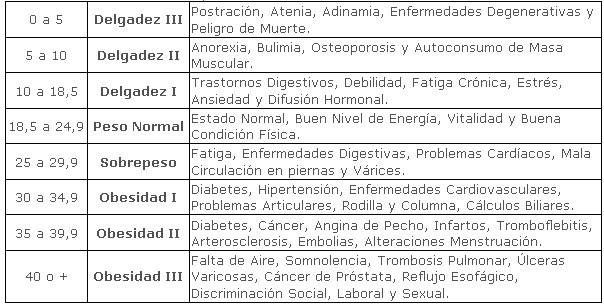 0 a 5 Delgadez III Postración, Atenia, Adinamia, Enfermedades Degenerativas y
Peligro de Muerte.
5 a 10 Delgadez II Anorexia, Bulimia, Osteoporosis y Autoconsumo de Masa
Muscular.
10 a 18,5 Delgadez I Trastornos Digestivos, Debilidad, Fatiga Crónica, Estrés,
Ansiedad y Difusión Hormonal.
18,5 a 24,9 Peso Normal Estado Normal, Buen Nivel de Energía, Vitalidad y Buena
Condición Física.
25 a 29,9 Sobrepeso Fatiga, Enfermedades Digestivas, Problemas Cardíacos, Mala
Circulación en piernas y Várices.
30 a 34,9 Obesidad I Diabetes, Hipertensión, Enfermedades Cardiovasculares,
Problemas Articulares, Rodilla y Columna, Cálculos Biliares.
35 a 39,9 Obesidad II Diabetes, Cáncer, Angina de Pecho, Infartos, Tromboflebitis,
Arterosclerosis, Embolias, Alteraciones Menstruación.
40 o + Obesidad III Falta de Aire, Somnolencia, Trombosis Pulmonar, Úlceras
Varicosas, Cáncer de Próstata, Reflujo Esofágico,
Discriminación Social, Laboral y Sexual.